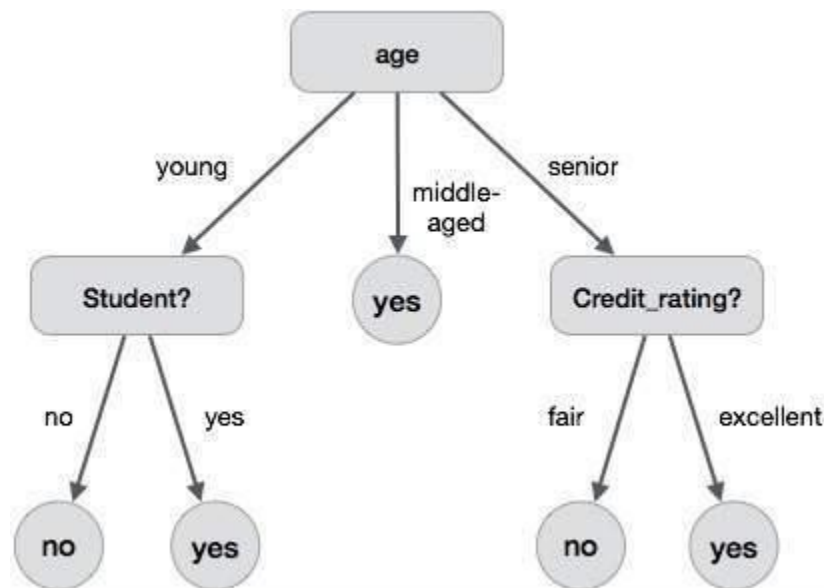 age
young
middle-
aged
senior
Student?
yes
Credit_rating?
no
yes
fair
excellent
no
yes
no
yes